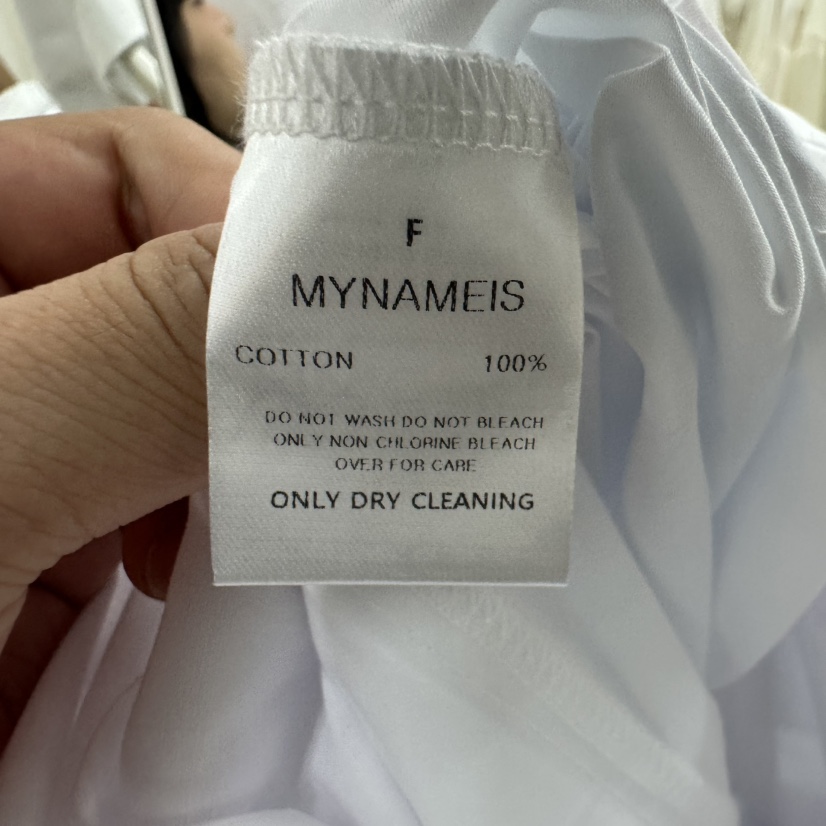 F
MYNAMEIS
COTTON 100%
DO NOT WASH DO NOT BLEACH
ONLY NON CHLORINE BLEACH
OVER FOR CARE
ONLY DRY CLEANING